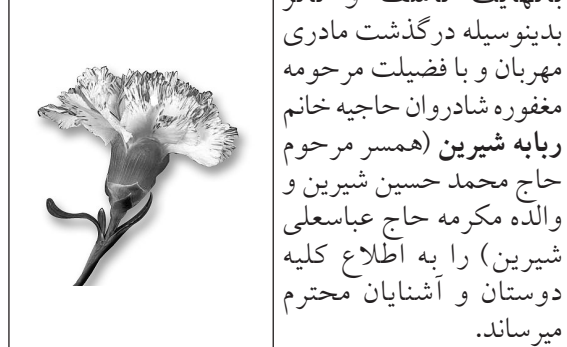 بدینوسیله درگذشت مادری
مهربان و با فضیلت مرحومه
مغفوره شادروان حاجیه خانم
ربابه شیرین (همسر مرحوم
حاج محمد حسین شیرین و
والده مکرمه حاج عباسعلی
شیرین) را به اطلاع کلیه
دوستان و آشنایان محترم
میرساند.